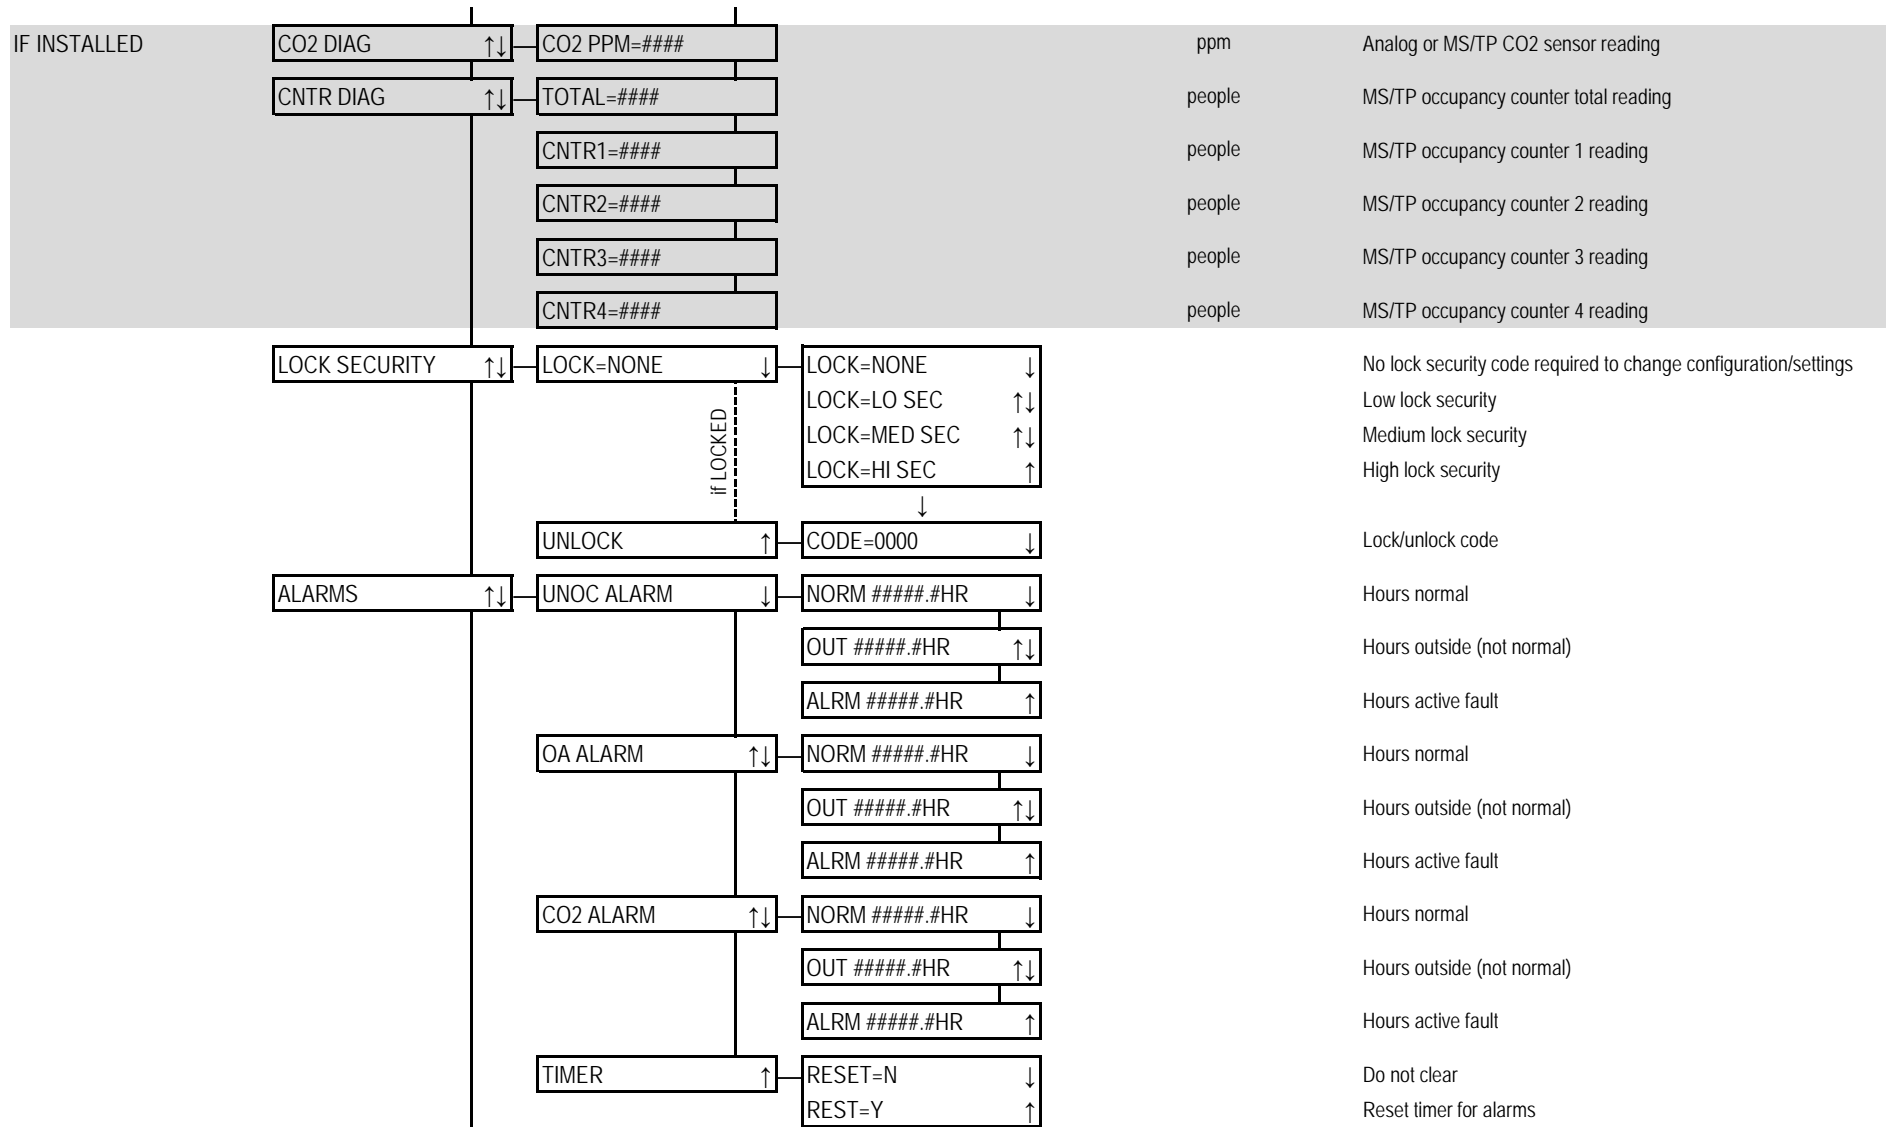 IF INSTALLED CO2 DIAG ↑↓ CO2 PPM=#### ppm Analog or MS/TP CO2 sensor reading
CNTR DIAG ↑↓ TOTAL=#### people MS/TP occupancy counter total reading
CNTR1=#### people MS/TP occupancy counter 1 reading
CNTR2=#### people MS/TP occupancy counter 2 reading
CNTR3=#### people MS/TP occupancy counter 3 reading
CNTR4=#### people MS/TP occupancy counter 4 reading
LOCK SECURITY ↑↓ LOCK=NONE ↓ LOCK=NONE ↓ No lock security code required to change configuration/settings
LOCK=LO SEC ↑↓ Low lock security
LOCK=MED SEC ↑↓ Medium lock security
LOCK=HI SEC ↑ High lock security
if LOCKED
↓
UNLOCK ↑ CODE=0000 ↓ Lock/unlock code
ALARMS ↑↓ UNOC ALARM ↓ NORM #####.#HR ↓ Hours normal
OUT #####.#HR ↑↓ Hours outside (not normal)
ALRM #####.#HR ↑ Hours active fault
OA ALARM ↑↓ NORM #####.#HR ↓ Hours normal
OUT #####.#HR ↑↓ Hours outside (not normal)
ALRM #####.#HR ↑ Hours active fault
CO2 ALARM ↑↓ NORM #####.#HR ↓ Hours normal
OUT #####.#HR ↑↓ Hours outside (not normal)
ALRM #####.#HR ↑ Hours active fault
TIMER ↑ RESET=N ↓ Do not clear
REST=Y ↑ Reset timer for alarms